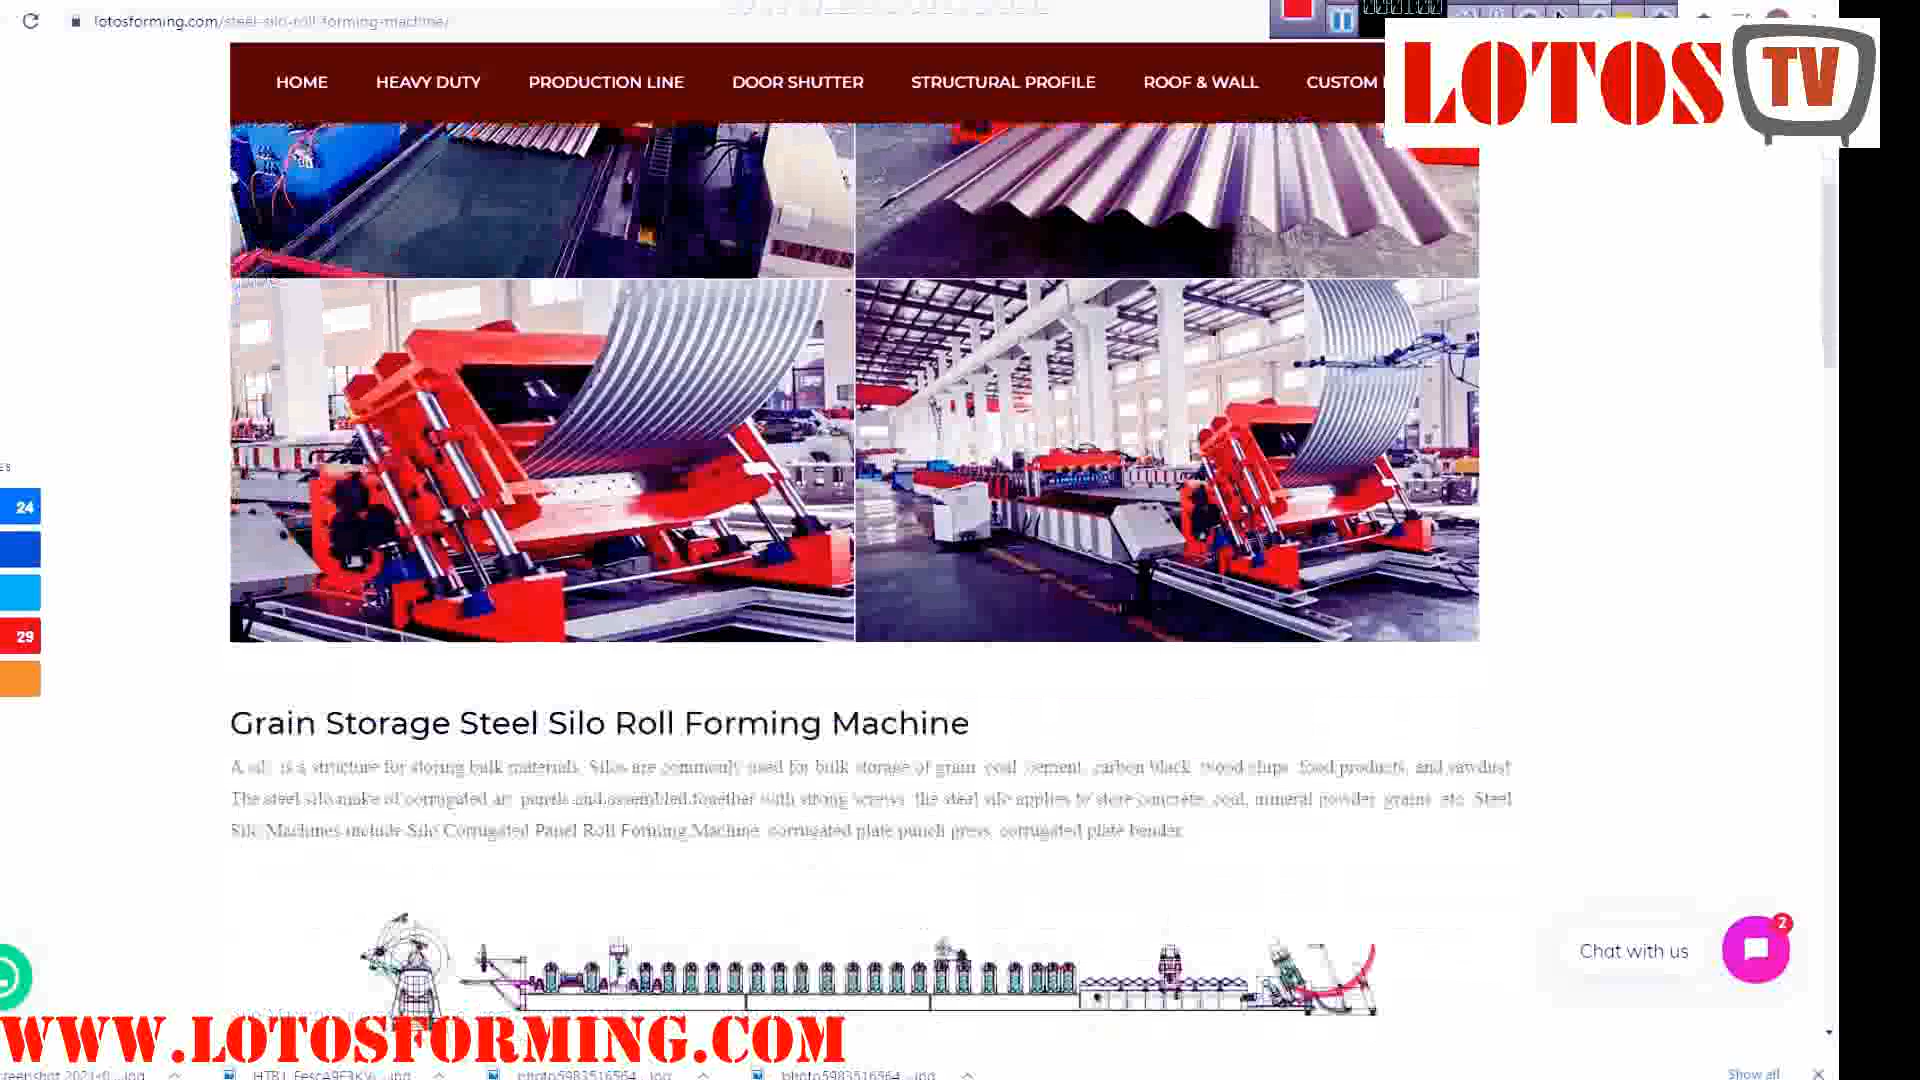 lotosforming.com/steel-silo-roll-forming-machine/
HOME HEAVY DUTY PRODUCTION LINE DOOR SHUTTER STRUCTURAL PROFILE ROOF & WALL CUSTOM
LOTOS TV
24
29
Grain Storage Steel Silo Roll Forming Machine
A silo is a structure for storing bulk materials. Silos are commonly used for bulk storage of grain, coal, cement, carbon black, wood chips, food products, and sawdust.
The steel silo make of corrugated arc panels and assembled together with strong screws. the steel silo applies to store concrete, coal, mineral powder, grains, etc. Steel
Silo Machines include Silo Corrugated Panel Roll Forming Machine, corrugated plate punch press, corrugated plate bender.
2
Chat with us
WWW.LOTOSFORMING.COM
photo5983516564....jpg photo5983516564....jpg Show all